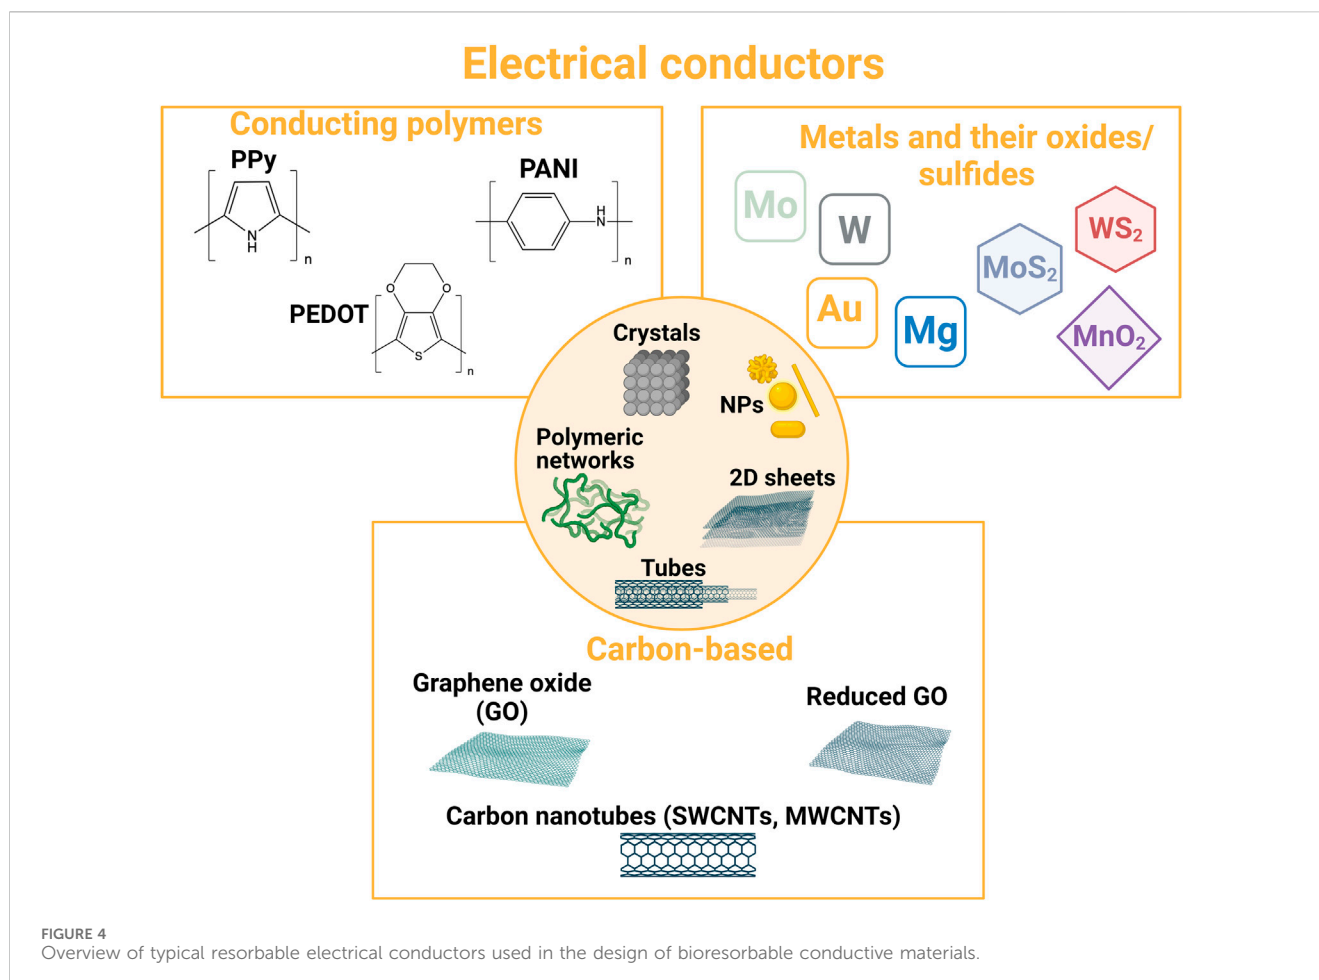 Electrical conductors
Conducting polymers
PPy
N
H
n
PANI
H
N
n
PEDOT
O
O
S
n
Metals and their oxides/
sulfides
Mo
W
Au
Mg
MoS₂
WS₂
MnO₂
Crystals
NPs
Polymeric
networks
2D sheets
Tubes
Carbon-based
Graphene oxide
(GO)
Reduced GO
Carbon nanotubes (SWCNTs, MWCNTs)
FIGURE 4
Overview of typical resorbable electrical conductors used in the design of bioresorbable conductive materials.